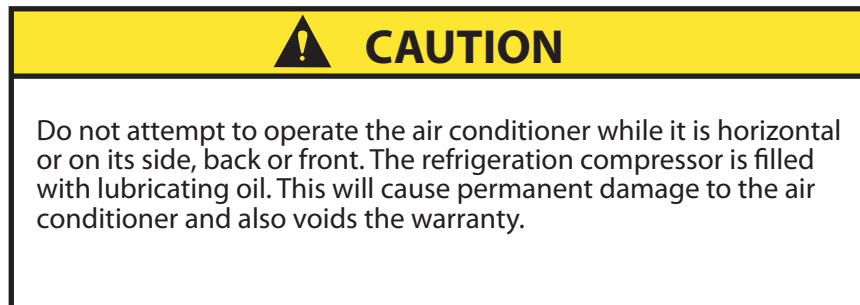 CAUTION
Do not attempt to operate the air conditioner while it is horizontal
or on its side, back or front. The refrigeration compressor is filled
with lubricating oil. This will cause permanent damage to the air
conditioner and also voids the warranty.